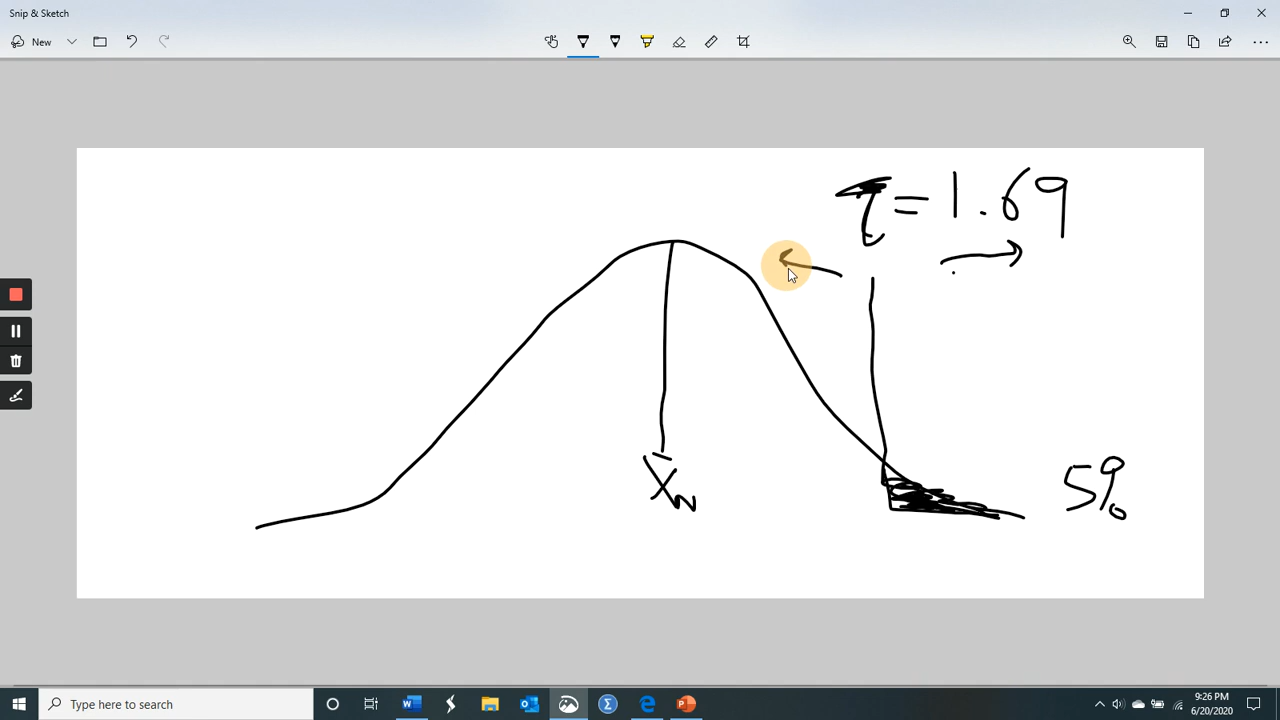 Snip & Sketch
New
= 1.69
X̄N
5%
Type here to search
9:26 PM
6/20/2020